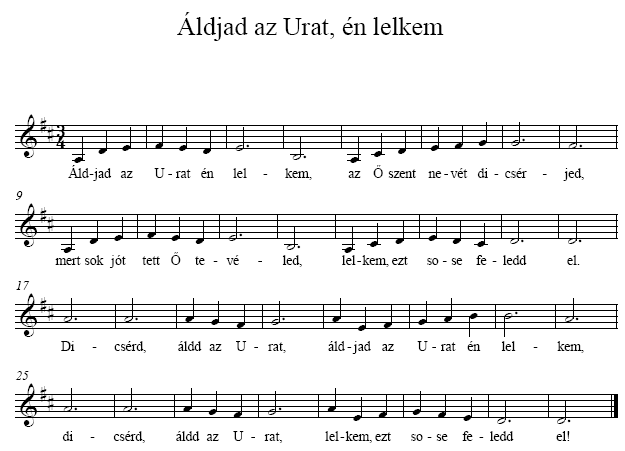 Áldjad az Urat, én lelkem
3
4
Áld-jad az U-rat én lel-kem, az Ő szent ne-vét di-csér-jed,
9
mert sok jót tett Ő te-vé-led, lel-kem, ezt so-se fe-ledd el.
17
Di-csérd, áldd az U-rat, áld-jad az U-rat én lel-kem,
25
di-csérd, áldd az U-rat, lel-kem, ezt so-se fe-ledd el!